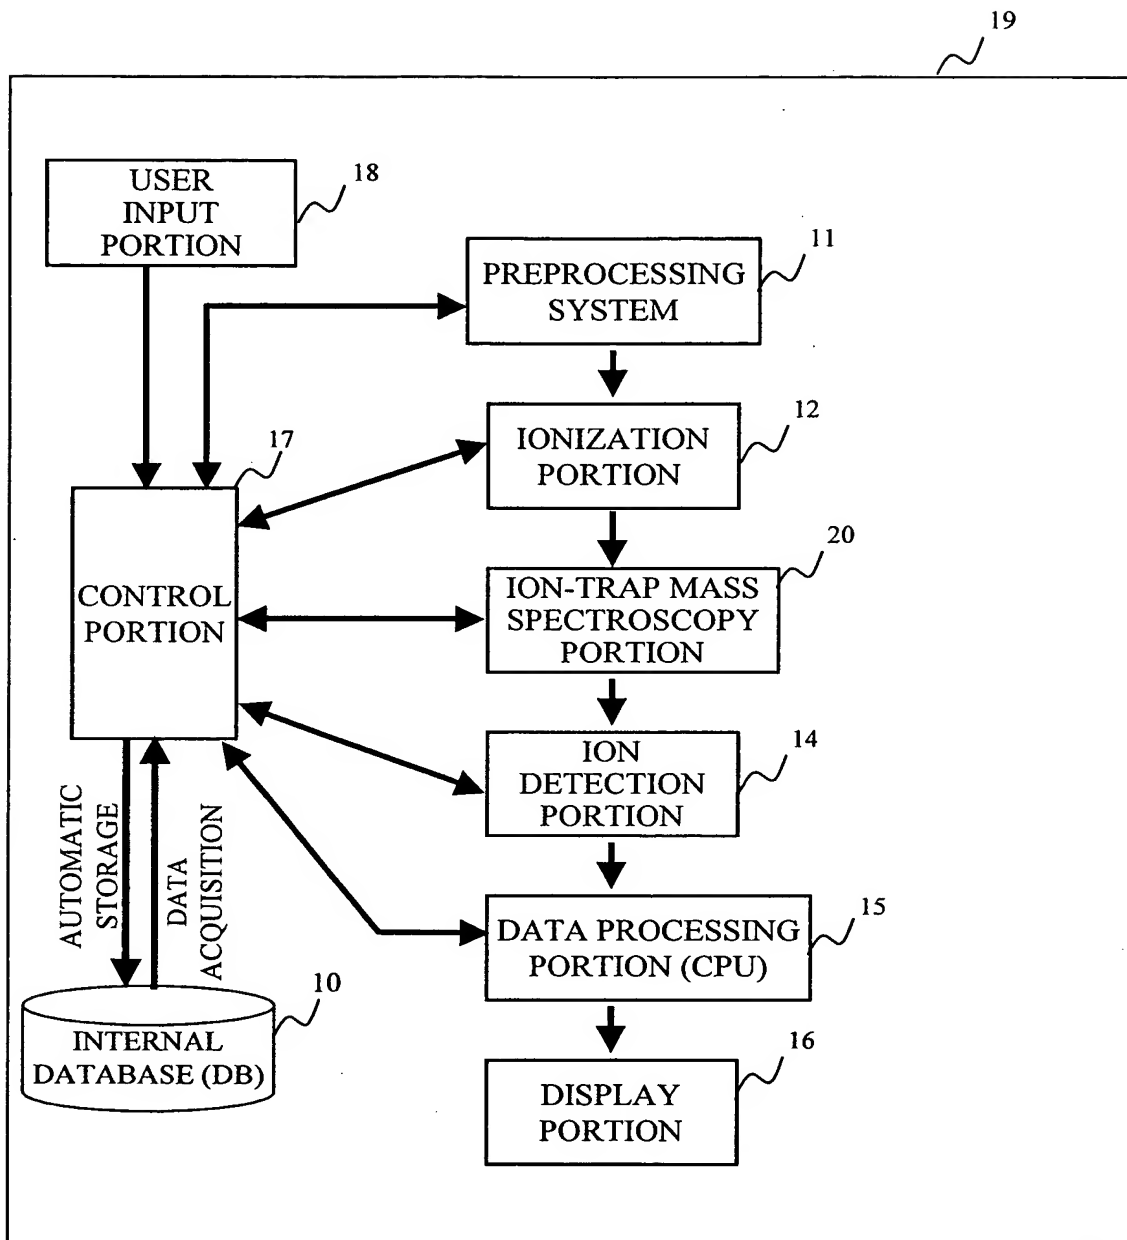 19
USER
INPUT
PORTION
18
PREPROCESSING
SYSTEM
11
IONIZATION
PORTION
12
17
CONTROL
PORTION
ION-TRAP MASS
SPECTROSCOPY
PORTION
20
ION
DETECTION
PORTION
14
AUTOMATIC
STORAGE
DATA
ACQUISITION
DATA PROCESSING
PORTION (CPU)
15
INTERNAL
DATABASE (DB)
10
DISPLAY
PORTION
16